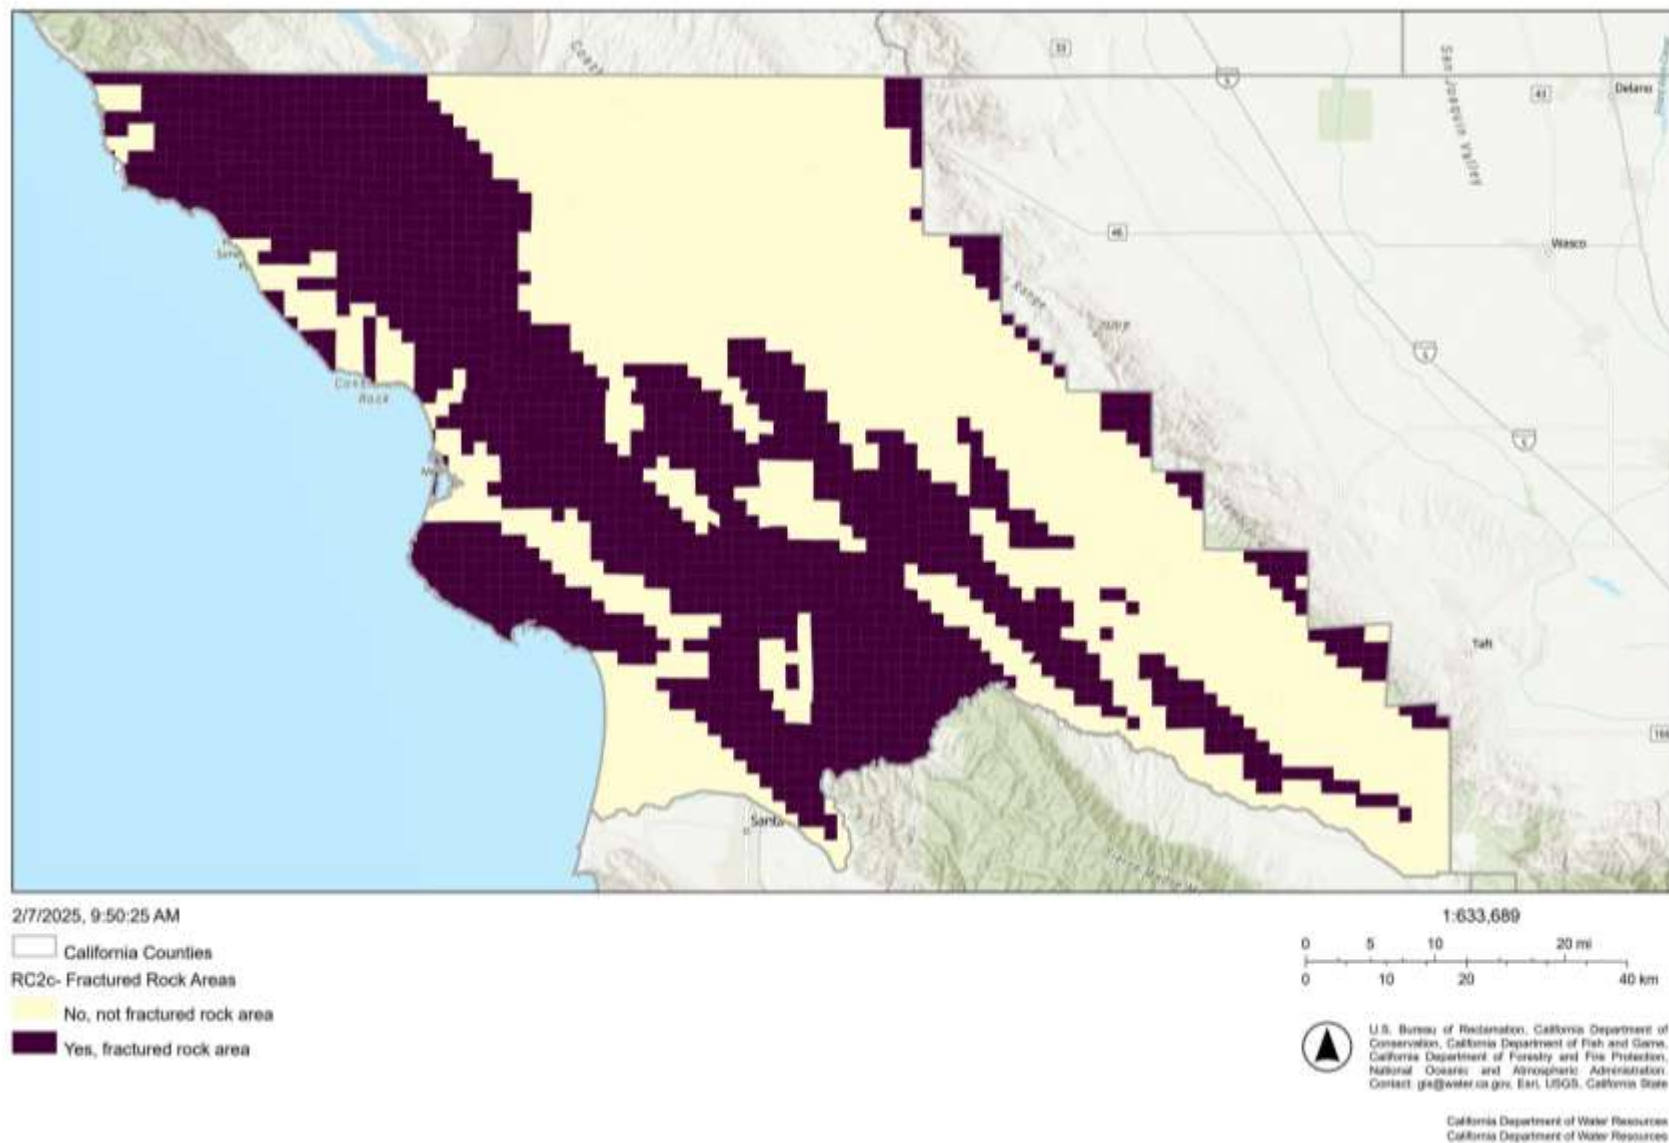 33
5
San Joaquin Valley
43
Delano
46
Wasco
Range
5
Rock
5
Taft
166
Santa
2/7/2025, 9:50:25 AM
1:633,689
California Counties
RC2c- Fractured Rock Areas
No, not fractured rock area
Yes, fractured rock area
0 5 10 20 mi
0 10 20 40 km
U.S. Bureau of Reclamation, California Department of
Conservation, California Department of Fish and Game,
California Department of Forestry and Fire Protection,
National Oceanic and Atmospheric Administration.
Contact: gis@water.ca.gov, Esri, USGS, California State
California Department of Water Resources
California Department of Water Resources